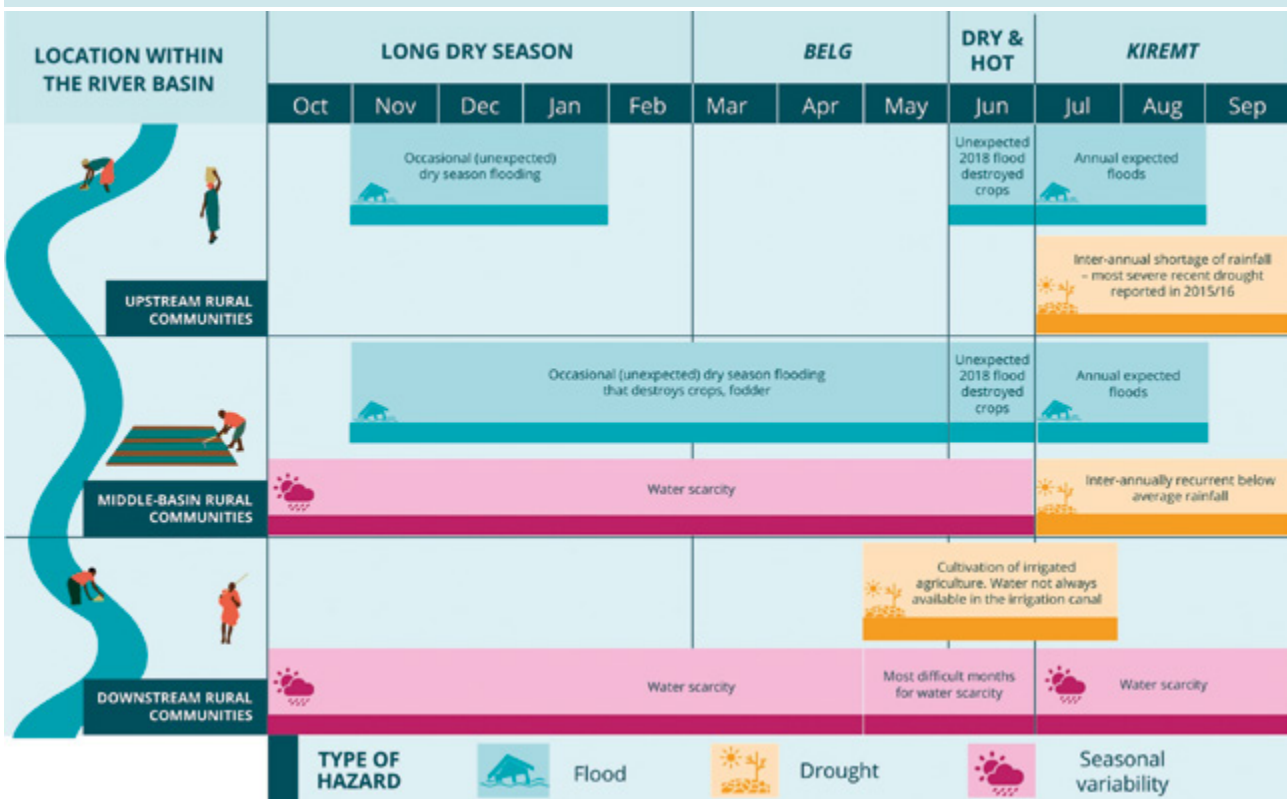 LOCATION WITHIN
THE RIVER BASIN
LONG DRY SEASON
BELG
DRY &
HOT
KIREMT
Oct
Nov
Dec
Jan
Feb
Mar
Apr
May
Jun
Jul
Aug
Sep
Occasional (unexpected)
dry season flooding
Unexpected
2018 flood
destroyed
crops
Annual expected
floods
Inter-annual shortage of rainfall
– most severe recent drought
reported in 2015/16
UPSTREAM RURAL
COMMUNITIES
Occasional (unexpected) dry season flooding
that destroys crops, fodder
Unexpected
2018 flood
destroyed
crops
Annual expected
floods
Water scarcity
Inter-annually recurrent below
average rainfall
MIDDLE-BASIN RURAL
COMMUNITIES
Cultivation of irrigated
agriculture. Water not always
available in the irrigation canal
Water scarcity
Most difficult months
for water scarcity
Water scarcity
DOWNSTREAM RURAL
COMMUNITIES
TYPE OF
HAZARD
Flood
Drought
Seasonal
variability